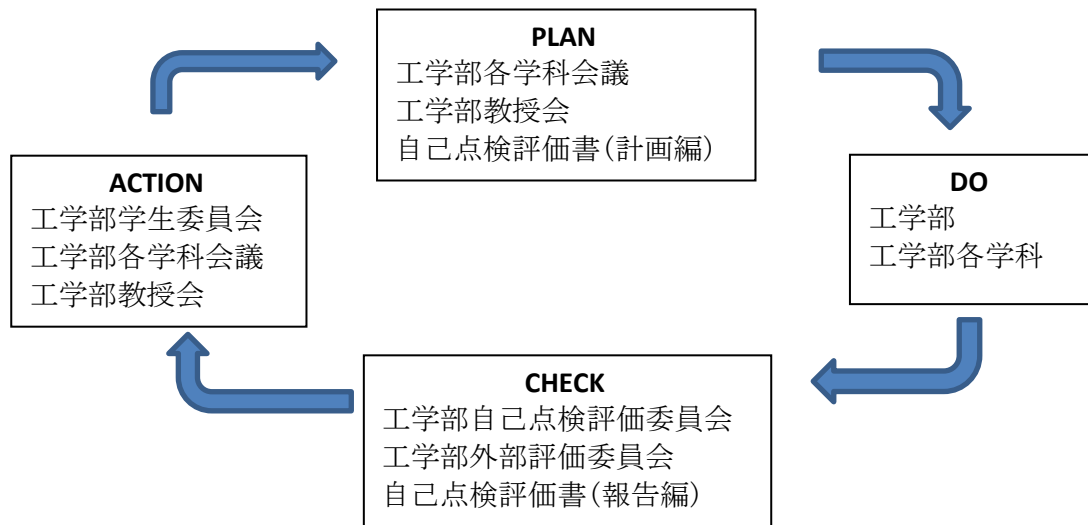 PLAN
工学部各学科会議
工学部教授会
自己点検評価書(計画編)
DO
工学部
工学部各学科
CHECK
工学部自己点検評価委員会
工学部外部評価委員会
自己点検評価書(報告編)
ACTION
工学部学生委員会
工学部各学科会議
工学部教授会